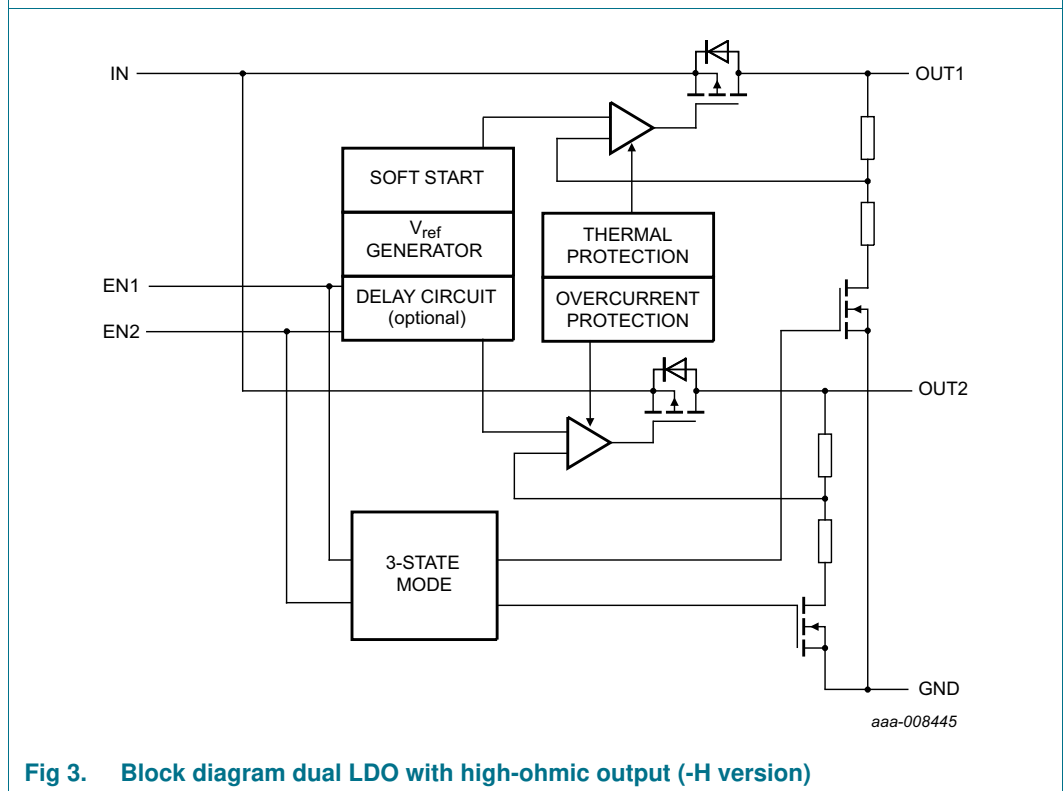 IN
OUT1
SOFT START
Vref
GENERATOR
THERMAL
PROTECTION
EN1
DELAY CIRCUIT
(optional)
OVERCURRENT
PROTECTION
EN2
OUT2
3-STATE
MODE
GND
aaa-008445
Fig 3. Block diagram dual LDO with high-ohmic output (-H version)